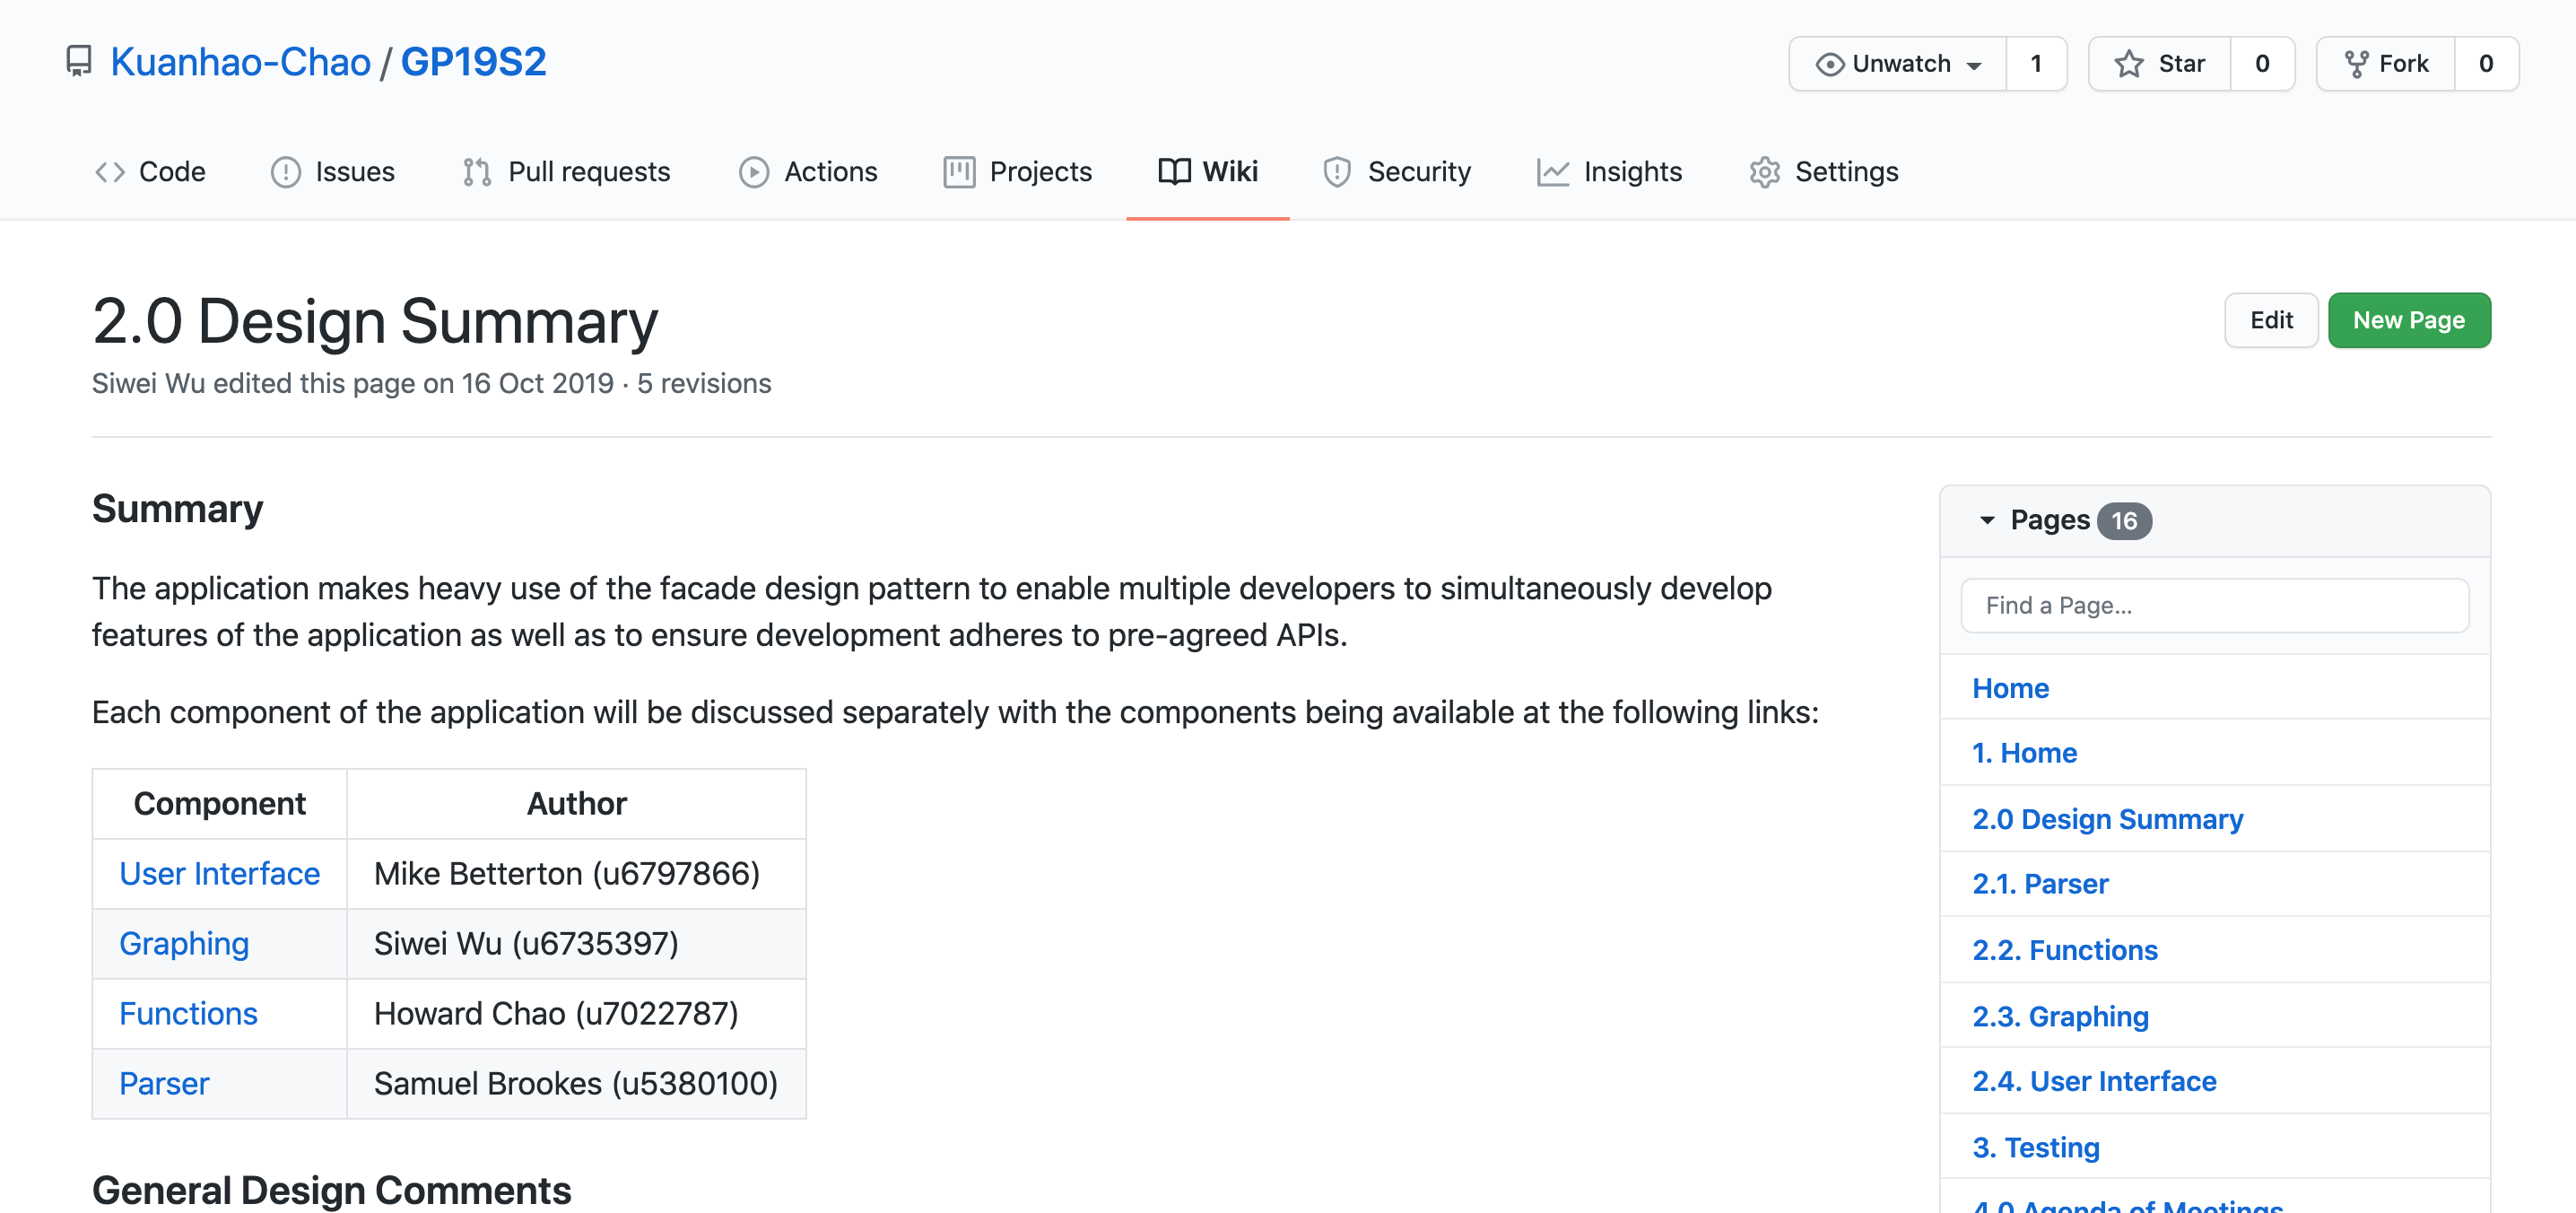 Kuanhao-Chao / GP19S2
Unwatch 1 Star 0 Fork 0
Code Issues Pull requests Actions Projects Wiki Security Insights Settings
2.0 Design Summary
Edit New Page
Siwei Wu edited this page on 16 Oct 2019 · 5 revisions
Summary
The application makes heavy use of the facade design pattern to enable multiple developers to simultaneously develop
features of the application as well as to ensure development adheres to pre-agreed APIs.
Each component of the application will be discussed separately with the components being available at the following links:
Component Author
User Interface Mike Betterton (u6797866)
Graphing Siwei Wu (u6735397)
Functions Howard Chao (u7022787)
Parser Samuel Brookes (u5380100)
General Design Comments
Pages 16
Find a Page...
Home
1. Home
2.0 Design Summary
2.1. Parser
2.2. Functions
2.3. Graphing
2.4. User Interface
3. Testing
4.0 Agenda of Meetings